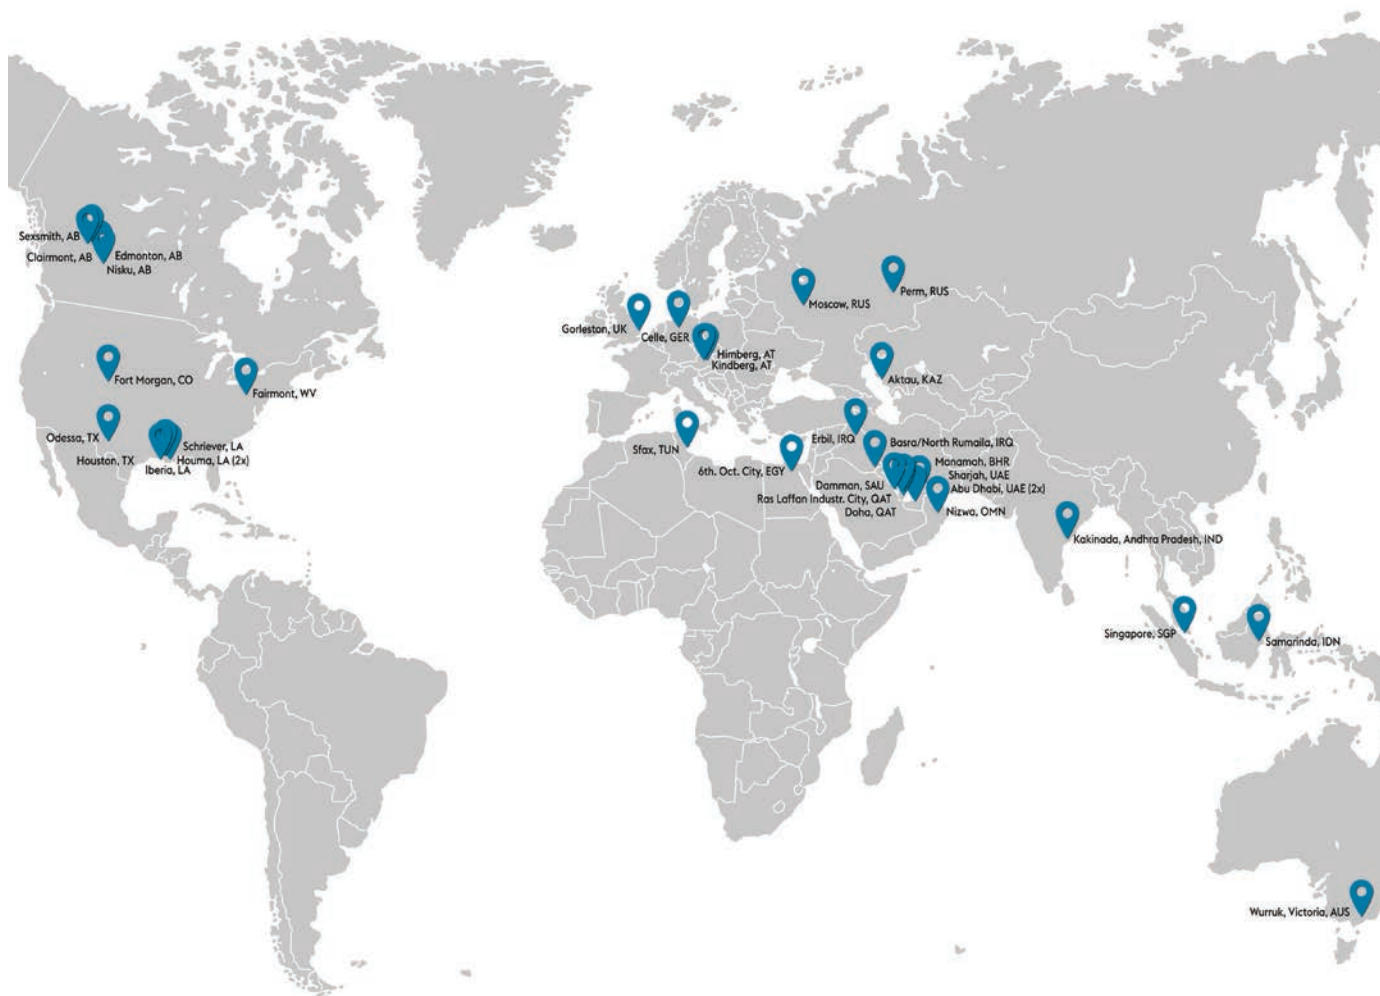 Sexsmith, AB
Clairmont, AB
Edmonton, AB
Nisku, AB
Fort Morgan, CO
Fairmont, WV
Odessa, TX
Houston, TX
Schriever, LA
Houma, LA (2x)
Iberia, LA
Gorleston, UK
Celle, GER
Himberg, AT
Kindberg, AT
Moscow, RUS
Perm, RUS
Aktau, KAZ
Sfax, TUN
6th. Oct. City, EGY
Erbil, IRQ
Basra/North Rumaila, IRQ
Manamah, BHR
Sharjah, UAE
Abu Dhabi, UAE (2x)
Damman, SAU
Ras Laffan Industr. City, QAT
Doha, QAT
Nizwa, OMN
Kakinada, Andhra Pradesh, IND
Singapore, SGP
Samarinda, IDN
Wurruk, Victoria, AUS